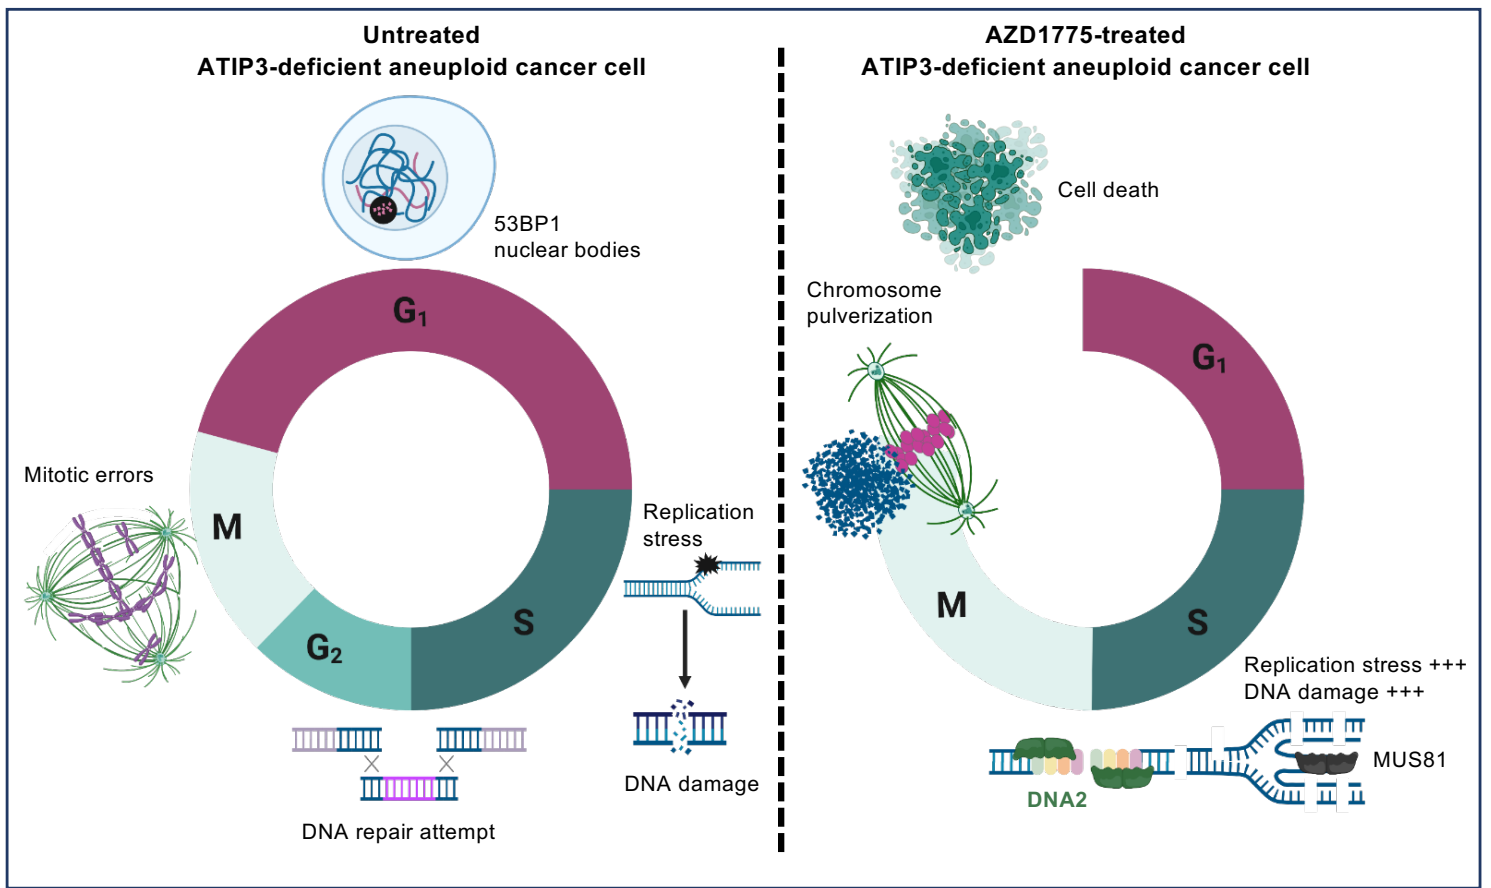 Untreated
ATIP3-deficient aneuploid cancer cell
53BP1
nuclear bodies
G1
Mitotic errors
M
Replication
stress
S
G2
DNA damage
DNA repair attempt
AZD1775-treated
ATIP3-deficient aneuploid cancer cell
Cell death
Chromosome
pulverization
G1
M
S
Replication stress +++
DNA damage +++
MUS81
DNA2